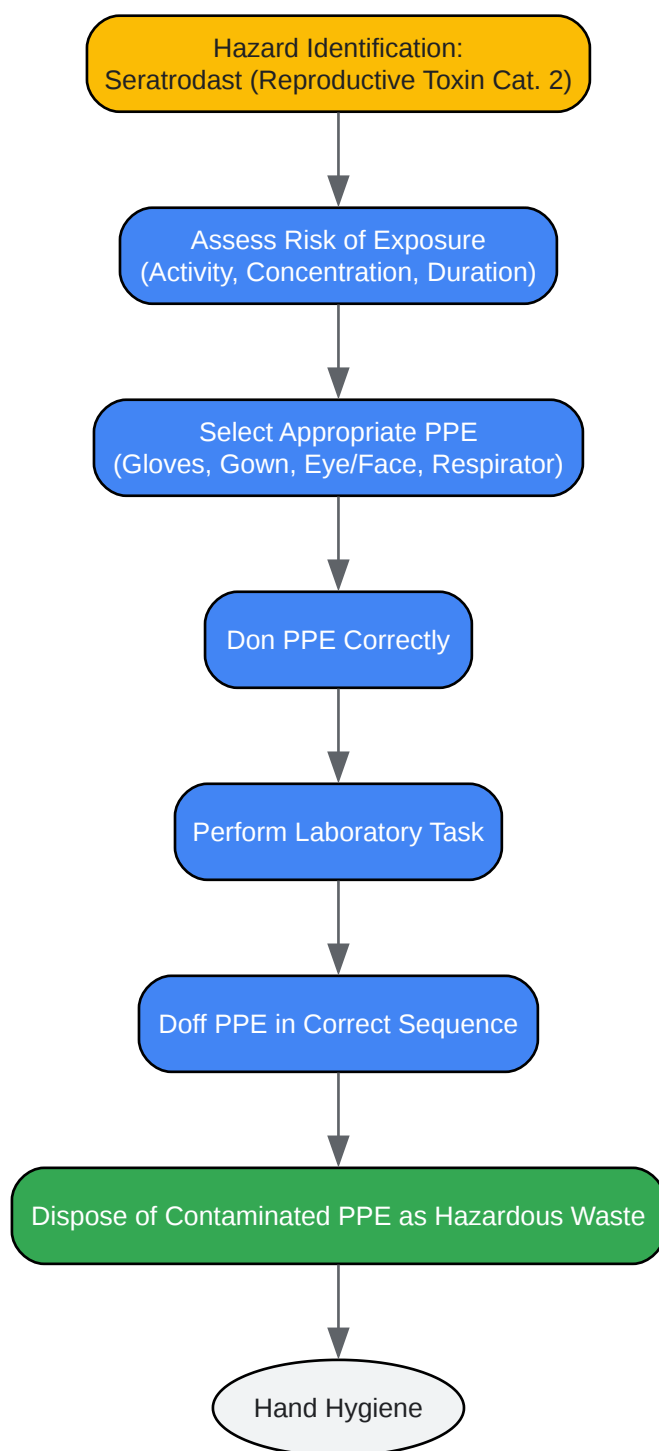 Hazard Identification:
Seratrodast (Reproductive Toxin Cat. 2)
Assess Risk of Exposure
(Activity, Concentration, Duration)
Select Appropriate PPE
(Gloves, Gown, Eye/Face, Respirator)
Don PPE Correctly
Perform Laboratory Task
Doff PPE in Correct Sequence
Dispose of Contaminated PPE as Hazardous Waste
Hand Hygiene